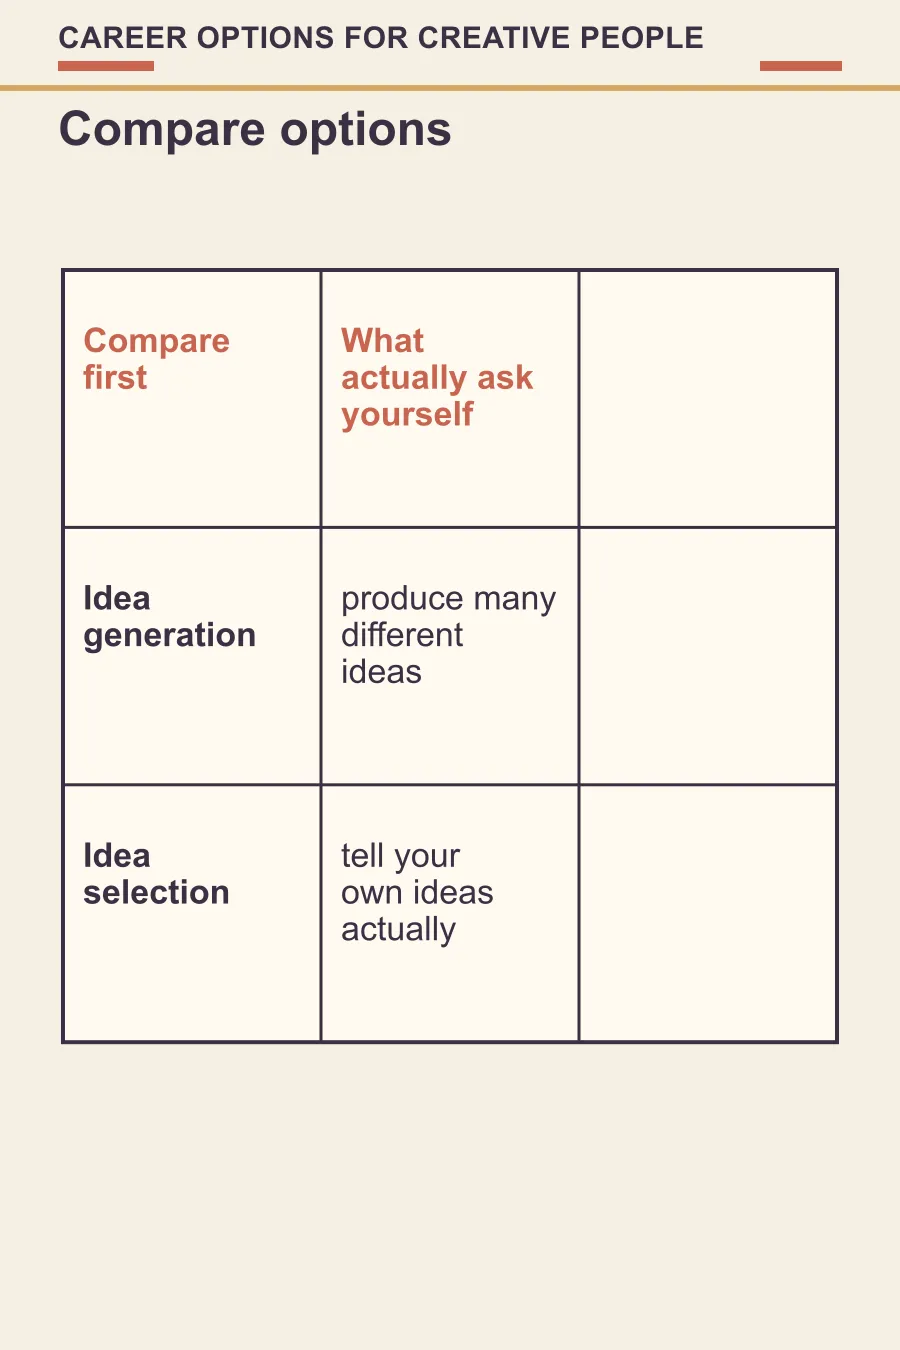 CAREER OPTIONS FOR CREATIVE PEOPLE
Compare options
Compare
first
What
actually ask
yourself
Idea
generation
produce many
different
ideas
Idea
selection
tell your
own ideas
actually